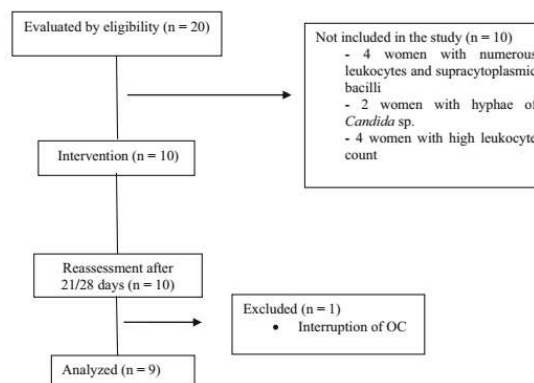 Evaluated by eligibility (n = 20)
Not included in the study (n = 10)
- 4 women with numerous
leukocytes and supracytoplasmic
bacilli
- 2 women with hyphae of
Candida sp.
- 4 women with high leukocyte
count
Intervention (n = 10)
Reassessment after
21/28 days (n = 10)
Excluded (n = 1)
• Interruption of OC
Analyzed (n = 9)